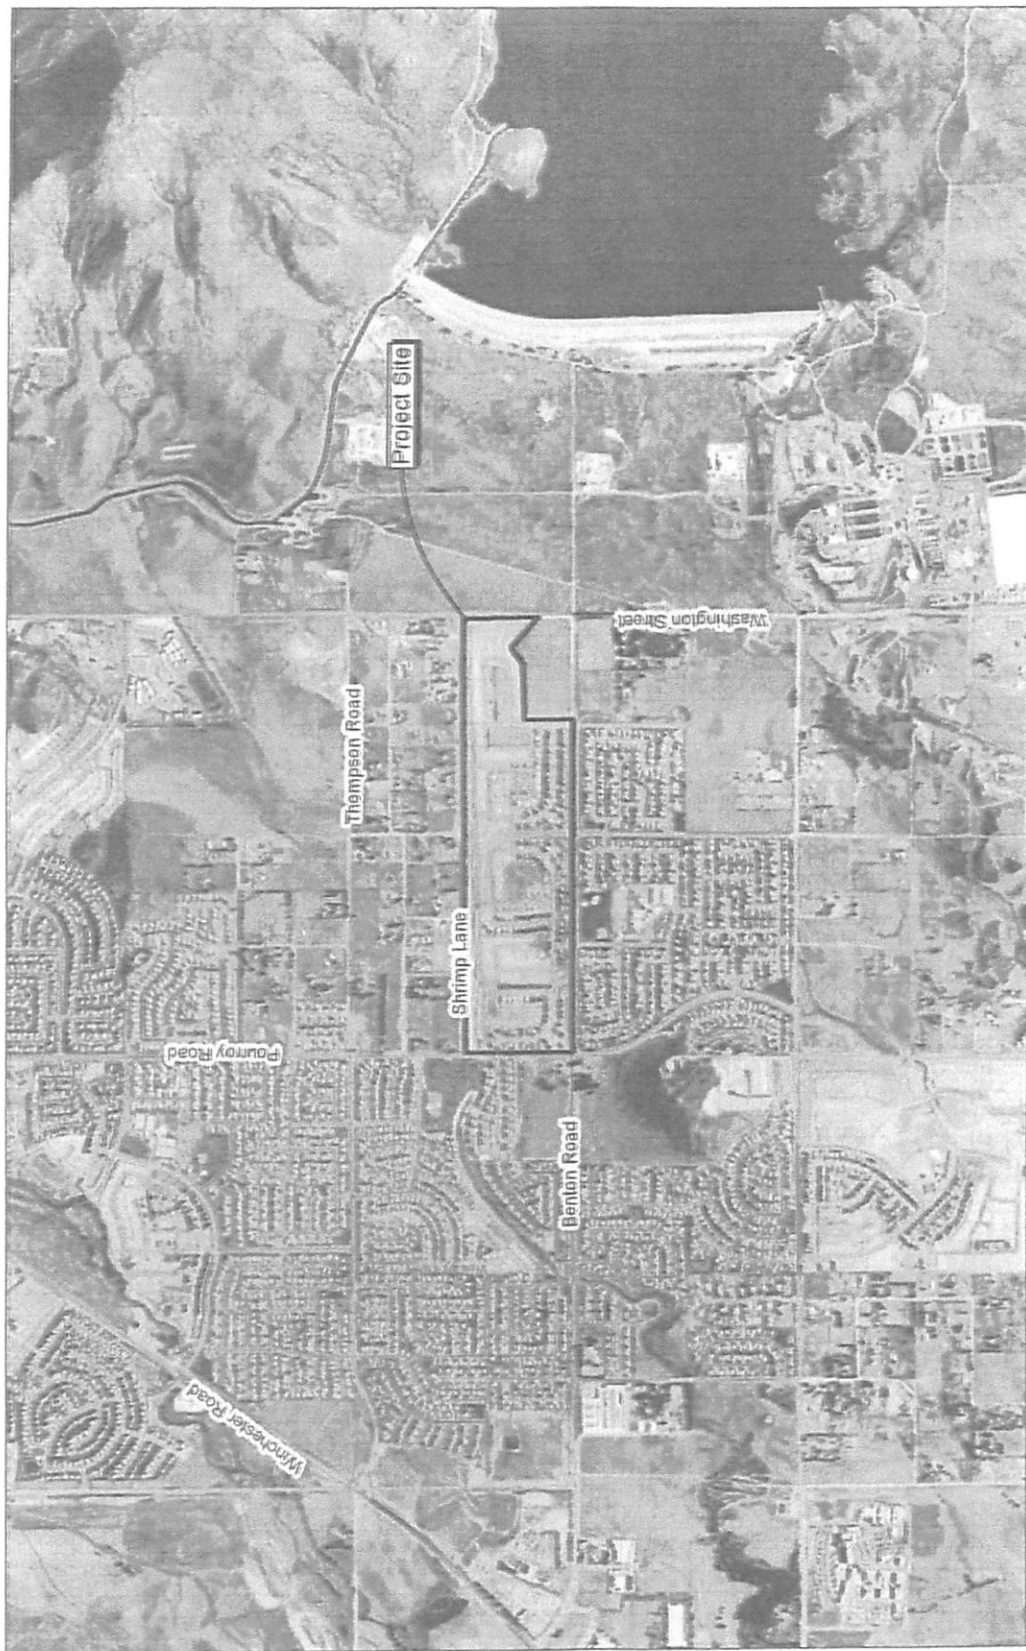 Project Site
Washington Street
Thompson Road
Shrimp Lane
Pourroy Road
Benton Road
Winchester Road